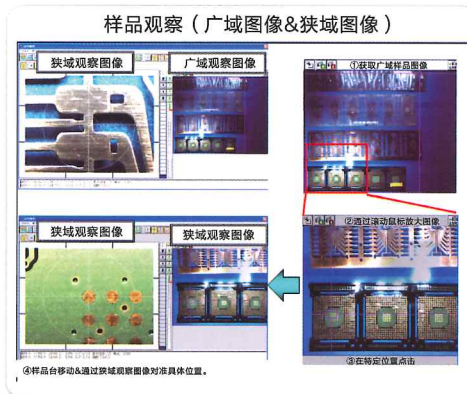 样品观察（广域图像&狭域图像）
狭域观察图像
广域观察图像
①获取广域样品图像
狭域观察图像
狭域观察图像
②通过滚动鼠标放大图像
③在特定位置点击
④样品台移动&通过狭域观察图像对准具体位置。